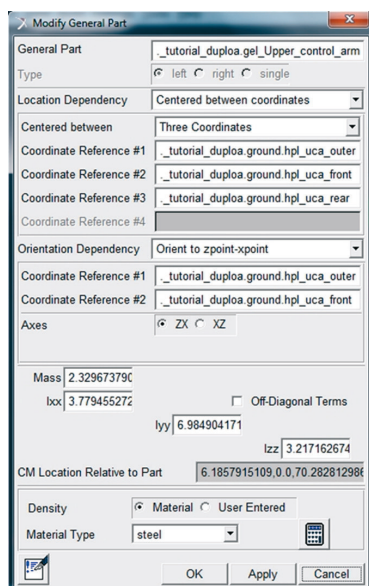 Modify General Part
General Part ._tutorial_duploa.gel_Upper_control_arm
Type left right single
Location Dependency Centered between coordinates
Centered between Three Coordinates
Coordinate Reference #1 ._tutorial_duploa.ground.hpl_uca_outer
Coordinate Reference #2 ._tutorial_duploa.ground.hpl_uca_front
Coordinate Reference #3 ._tutorial_duploa.ground.hpl_uca_rear
Coordinate Reference #4
Orientation Dependency Orient to zpoint-xpoint
Coordinate Reference #1 ._tutorial_duploa.ground.hpl_uca_outer
Coordinate Reference #2 ._tutorial_duploa.ground.hpl_uca_front
Axes ZX XZ
Mass 2.329673790
Ixx 3.779455272 Off-Diagonal Terms
Iyy 6.984904171
Izz 3.217162674
CM Location Relative to Part 6.1857915109,0.0,70.282812986
Density Material User Entered
Material Type steel
OK Apply Cancel